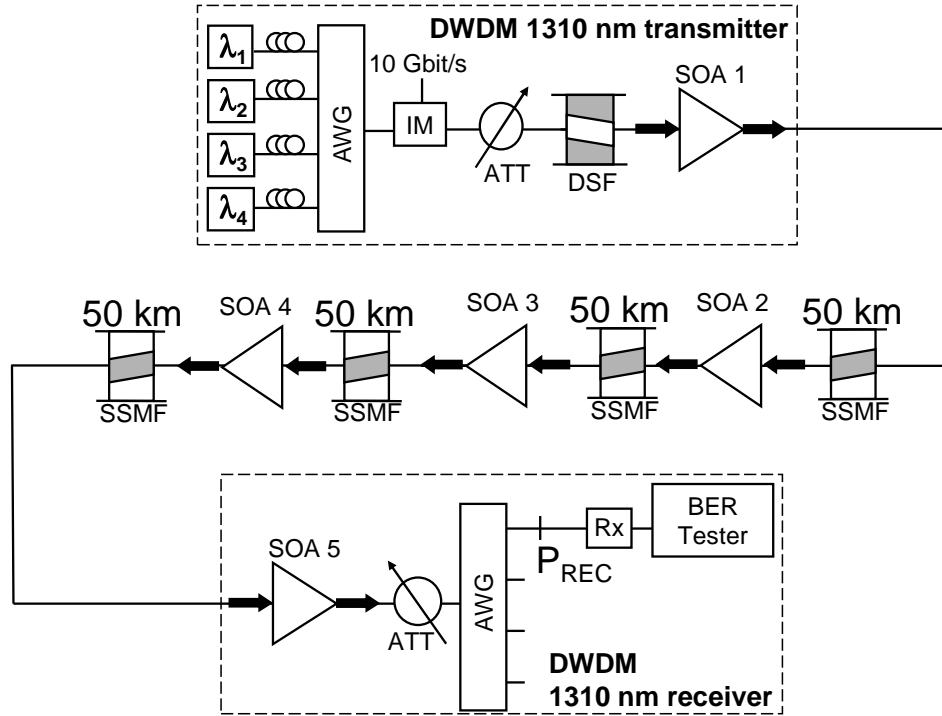 DWDM 1310 nm transmitter
λ1
λ2
λ3
λ4
AWG
10 Gbit/s
IM
ATT
DSF
SOA 1
50 km
SOA 4
50 km
SOA 3
50 km
SOA 2
50 km
SSMF
SSMF
SSMF
SSMF
SOA 5
ATT
AWG
PREC
Rx
BER
Tester
DWDM
1310 nm receiver